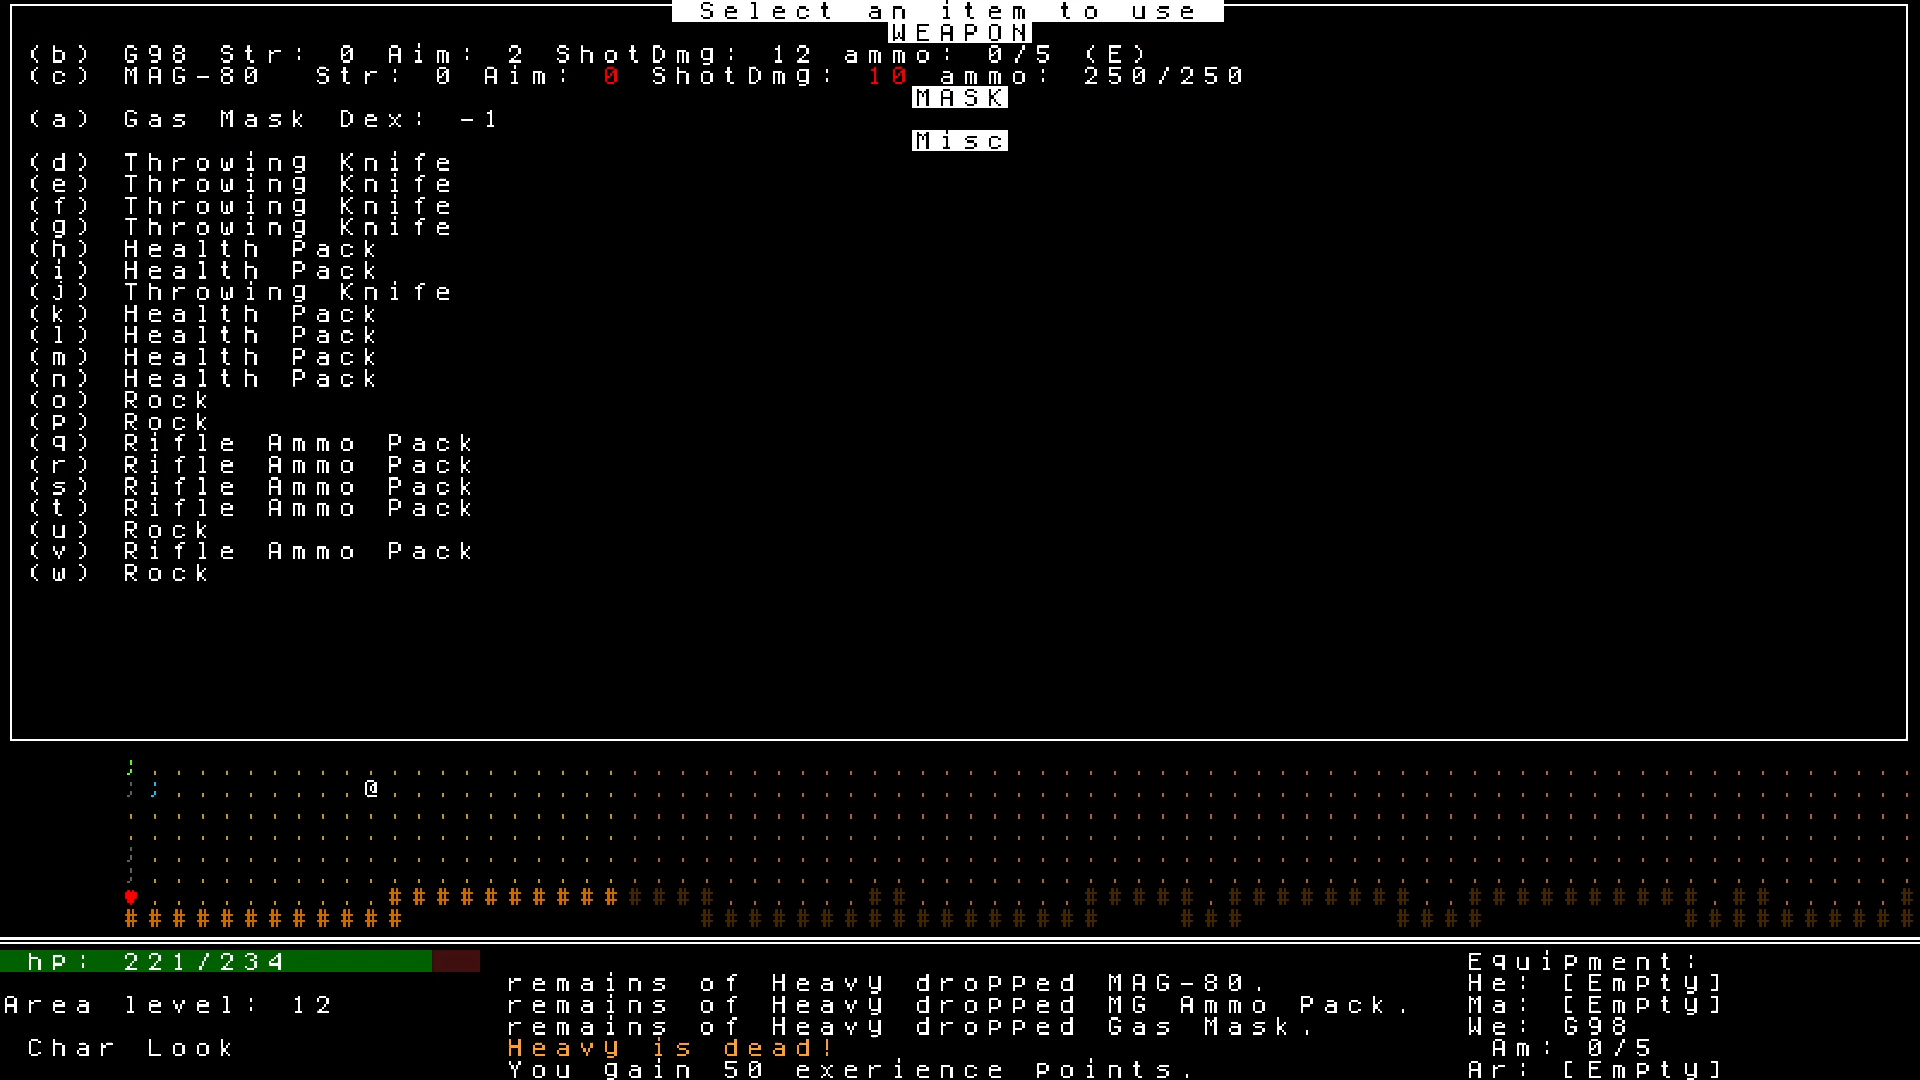 Select an item to use
WEAPON
(b) G98 Str: 0 Aim: 2 ShotDmg: 12 ammo: 0/5 (E)
(c) MAG-80 Str: 0 Aim: 0 ShotDmg: 10 ammo: 250/250
MASK
(a) Gas Mask Dex: -1
Misc
(d) Throwing Knife
(e) Throwing Knife
(f) Throwing Knife
(g) Throwing Knife
(h) Health Pack
(i) Health Pack
(j) Throwing Knife
(k) Health Pack
(l) Health Pack
(m) Health Pack
(n) Health Pack
(o) Rock
(p) Rock
(q) Rifle Ammo Pack
(r) Rifle Ammo Pack
(s) Rifle Ammo Pack
(t) Rifle Ammo Pack
(u) Rock
(v) Rifle Ammo Pack
(w) Rock
@
hp: 221/234
Area level: 12
Char Look
remains of Heavy dropped MAG-80.
remains of Heavy dropped MG Ammo Pack.
remains of Heavy dropped Gas Mask.
Heavy is dead!
You gain 50 exerience points.
Equipment:
He: [Empty]
Ma: [Empty]
We: G98
Am: 0/5
Ar: [Empty]